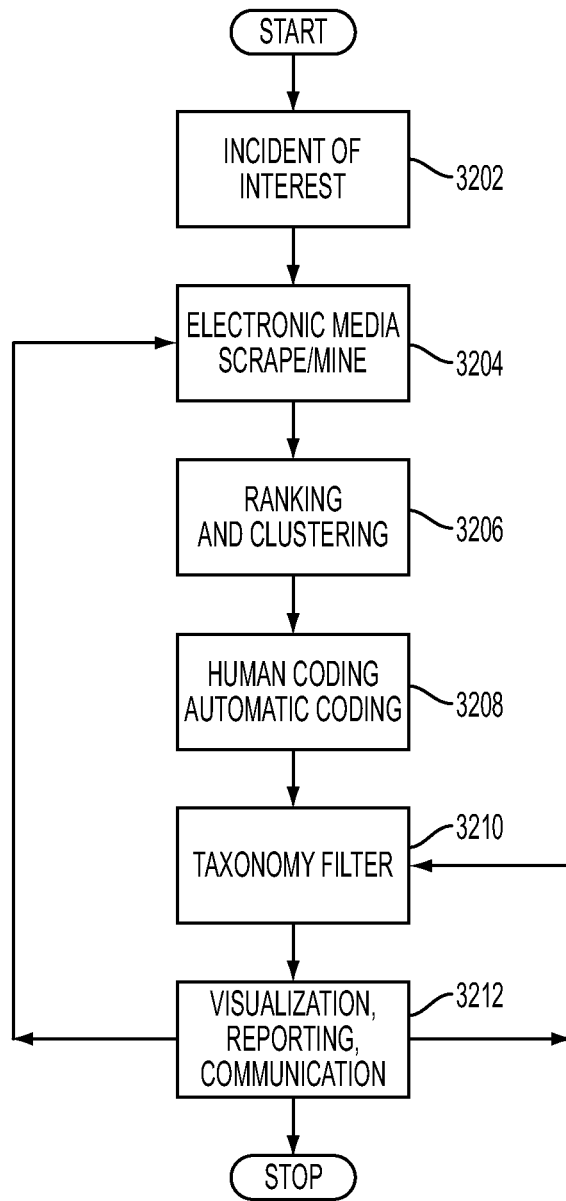 START
INCIDENT OF
INTEREST
3202
ELECTRONIC MEDIA
SCRAPE/MINE
3204
RANKING
AND CLUSTERING
3206
HUMAN CODING
AUTOMATIC CODING
3208
TAXONOMY FILTER
3210
VISUALIZATION,
REPORTING,
COMMUNICATION
3212
STOP